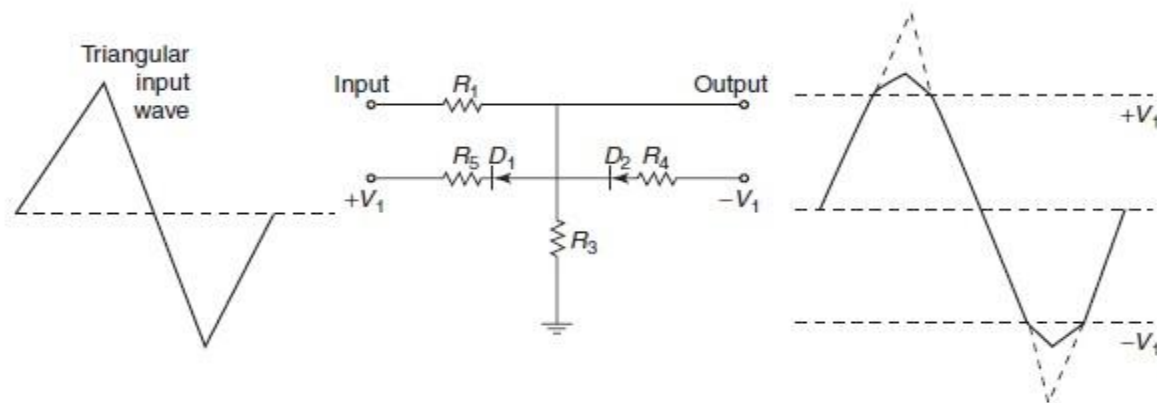 Triangular
input
wave
Input
R₁
Output
R₅
D₁
D₂
R₄
+V₁
−V₁
R₃
+V₁
−V₁